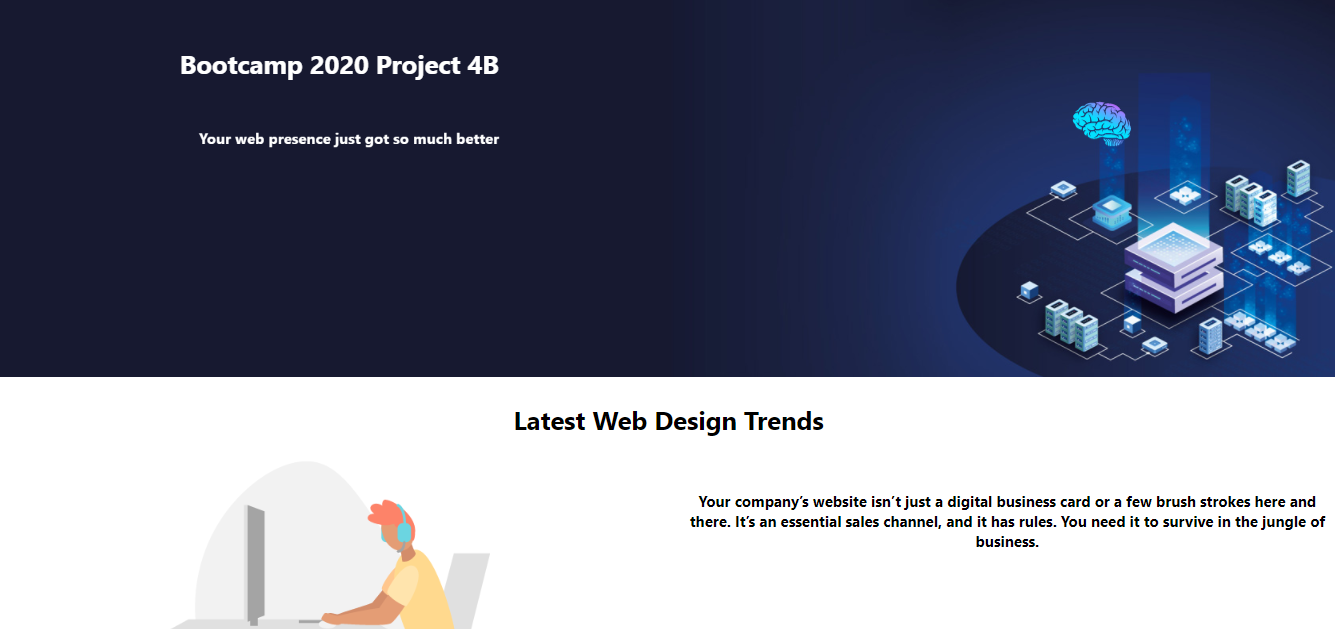 Bootcamp 2020 Project 4B
Your web presence just got so much better
Latest Web Design Trends
Your company’s website isn’t just a digital business card or a few brush strokes here and
there. It’s an essential sales channel, and it has rules. You need it to survive in the jungle of
business.